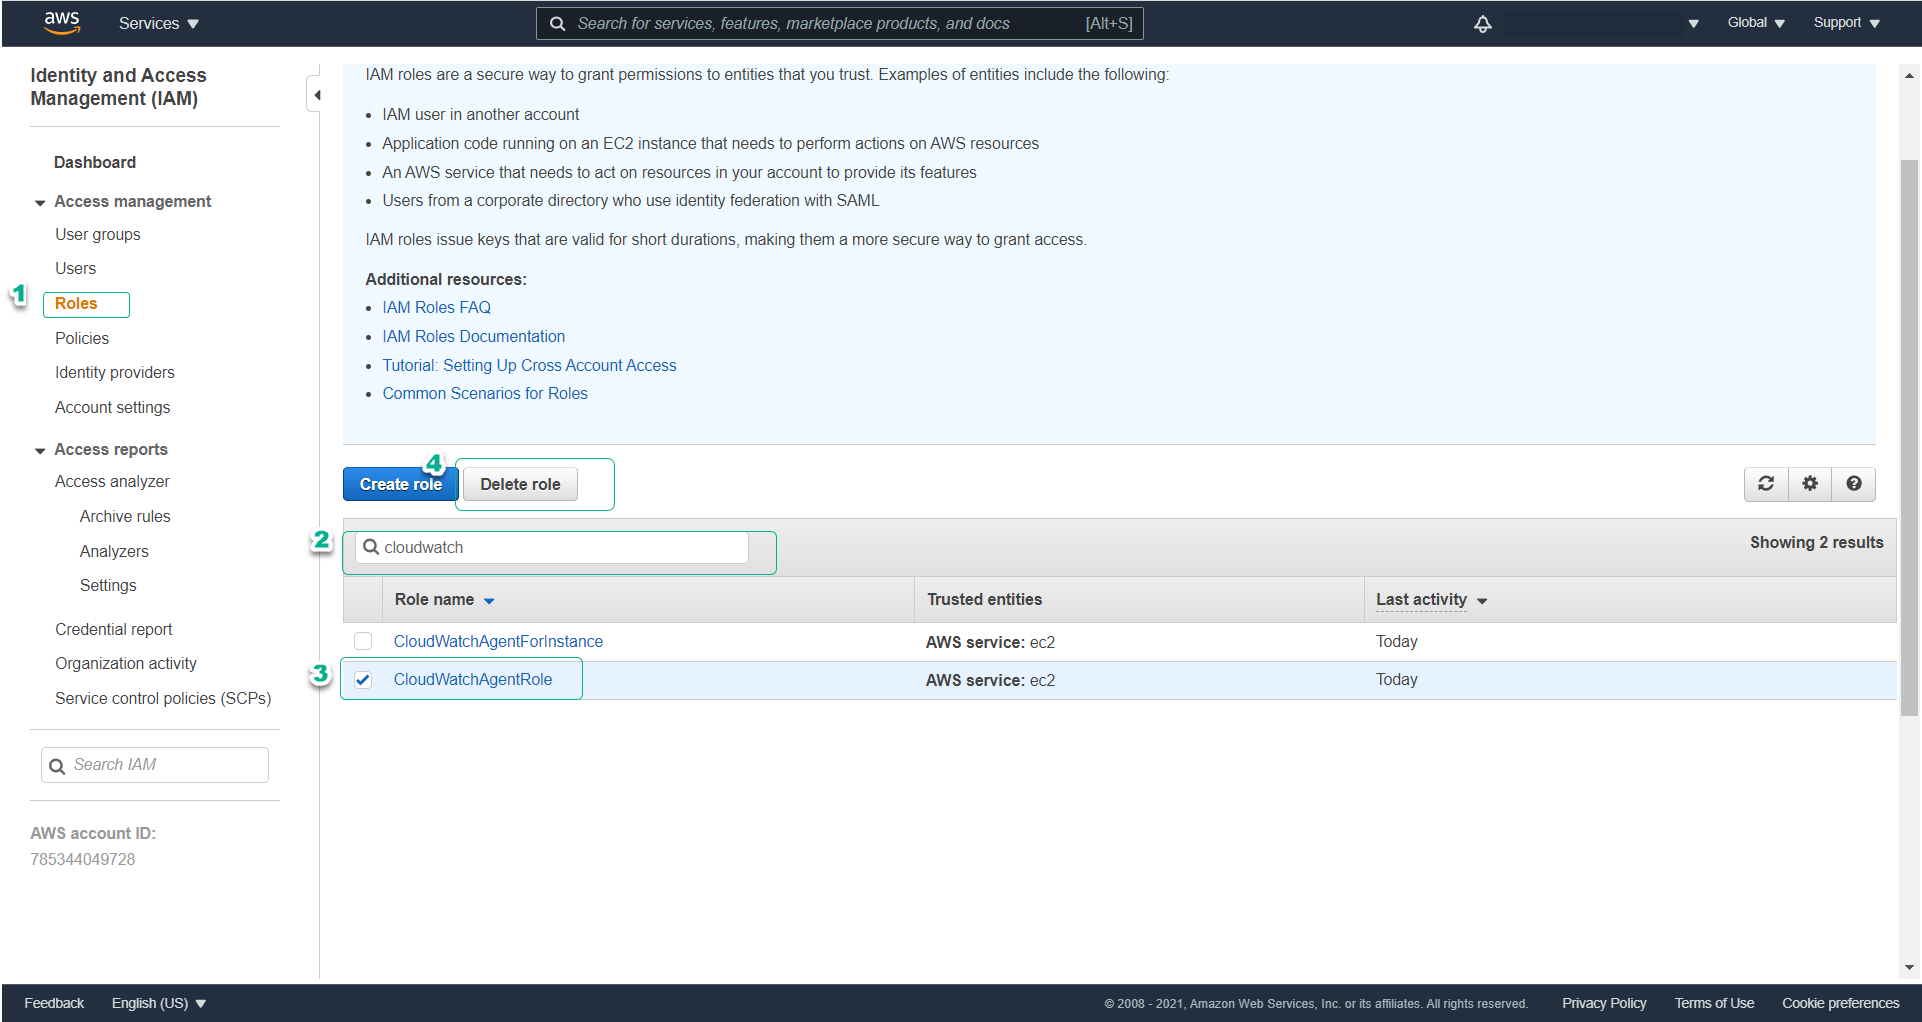 aws
Services
Search for services, features, marketplace products, and docs [Alt+S]
Global
Support
Identity and Access
Management (IAM)
Dashboard
Access management
User groups
Users
1
Roles
Policies
Identity providers
Account settings
Access reports
Access analyzer
Archive rules
Analyzers
Settings
Credential report
Organization activity
Service control policies (SCPs)
Search IAM
AWS account ID:
785344049728
IAM roles are a secure way to grant permissions to entities that you trust. Examples of entities include the following:
• IAM user in another account
• Application code running on an EC2 instance that needs to perform actions on AWS resources
• An AWS service that needs to act on resources in your account to provide its features
• Users from a corporate directory who use identity federation with SAML
IAM roles issue keys that are valid for short durations, making them a more secure way to grant access.
Additional resources:
• IAM Roles FAQ
• IAM Roles Documentation
• Tutorial: Setting Up Cross Account Access
• Common Scenarios for Roles
4
Create role Delete role
2
cloudwatch
Showing 2 results
Role name Trusted entities Last activity
CloudWatchAgentForInstance AWS service: ec2 Today
3
CloudWatchAgentRole AWS service: ec2 Today
Feedback English (US) © 2008 - 2021, Amazon Web Services, Inc. or its affiliates. All rights reserved. Privacy Policy Terms of Use Cookie preferences